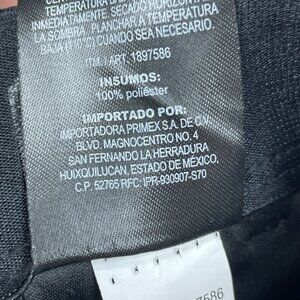 TEMPERATURA
INMEDIATAMENTE. SECADO HORIZON
LA SOMBRA. PLANCHAR A TEMPERATURA
BAJA (110°C) CUANDO SEA NECESARIO.
ITM / ART. 1897586
INSUMOS:
100% poliéster
IMPORTADO POR:
IMPORTADORA PRIMEX S.A. DE C.V.
BLVD. MAGNOCENTRO NO. 4
SAN FERNANDO LA HERRADURA
HUIXQUILUCAN, ESTADO DE MÉXICO,
C.P. 52765 RFC: IPR-930907-S70
7586